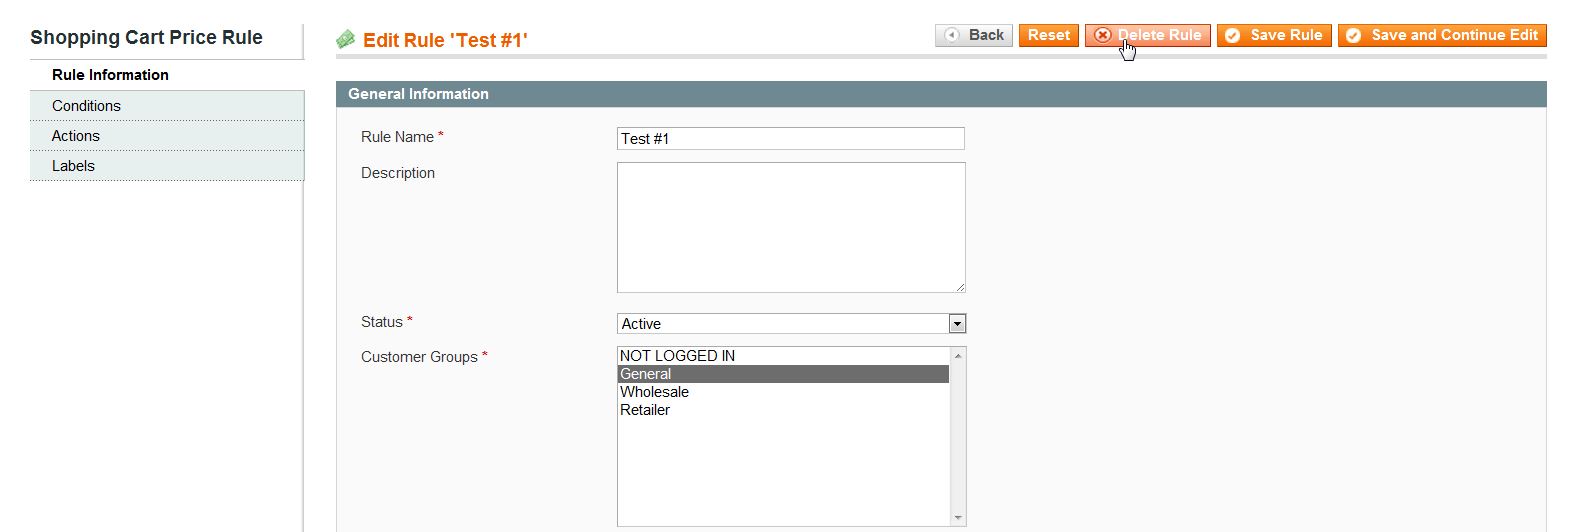 Shopping Cart Price Rule
Rule Information
Conditions
Actions
Labels
Edit Rule 'Test #1'
Back
Reset
Delete Rule
Save Rule
Save and Continue Edit
General Information
Rule Name *
Test #1
Description
Status *
Active
Customer Groups *
NOT LOGGED IN
General
Wholesale
Retailer